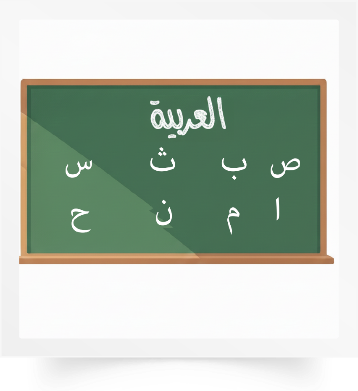 العربية
ص ب ث س
ا م ن ح